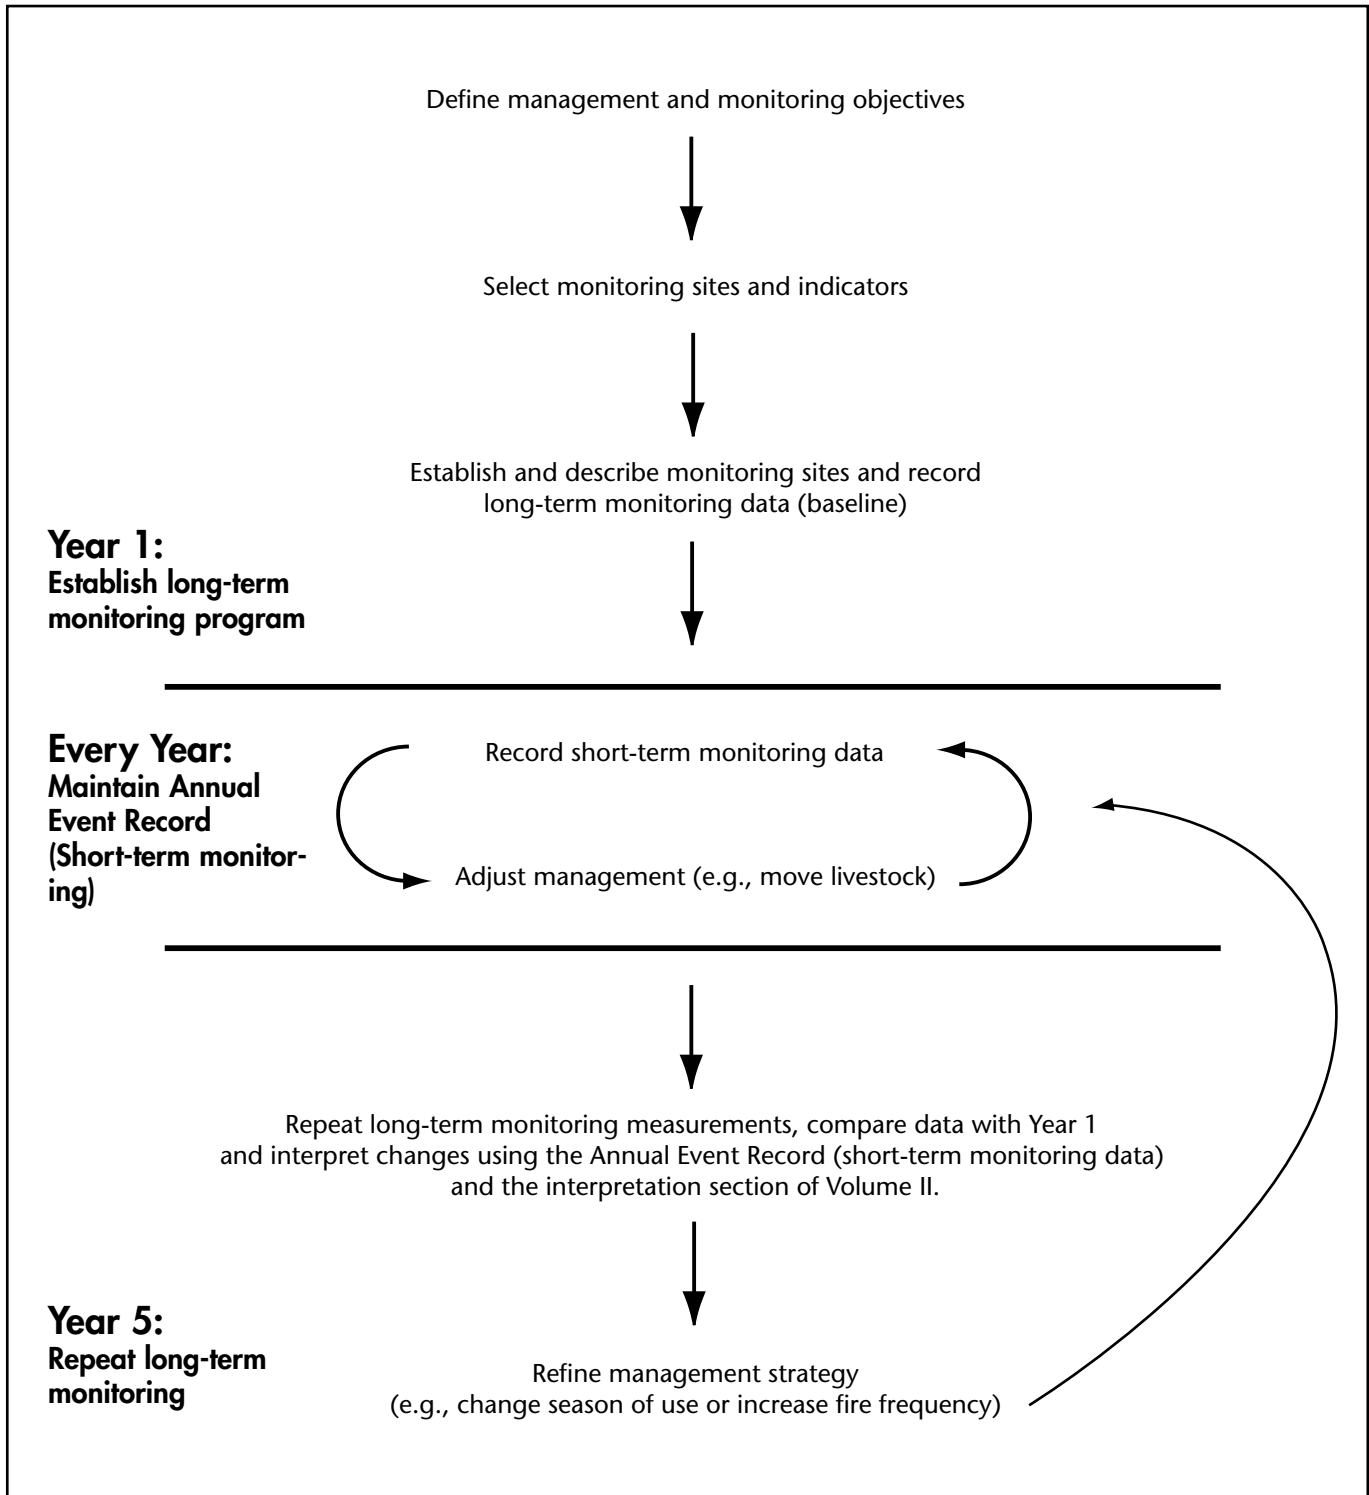 Define management and monitoring objectives
Select monitoring sites and indicators
Establish and describe monitoring sites and record
long-term monitoring data (baseline)
Year 1:
Establish long-term
monitoring program
Every Year:
Maintain Annual
Event Record
(Short-term monitor-
ing)
Record short-term monitoring data
Adjust management (e.g., move livestock)
Repeat long-term monitoring measurements, compare data with Year 1
and interpret changes using the Annual Event Record (short-term monitoring data)
and the interpretation section of Volume II.
Year 5:
Repeat long-term
monitoring
Refine management strategy
(e.g., change season of use or increase fire frequency)